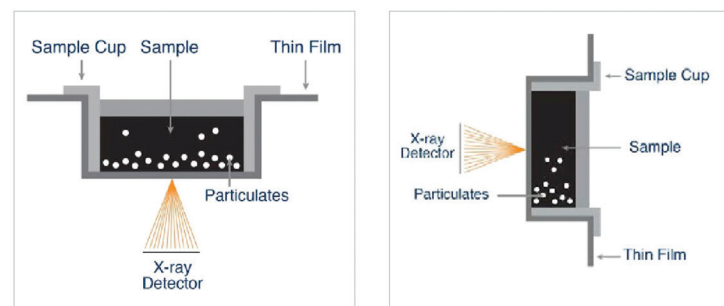 Sample Cup Sample Thin Film
Particulates
X-ray
Detector
Sample Cup
X-ray
Detector
Sample
Particulates
Thin Film